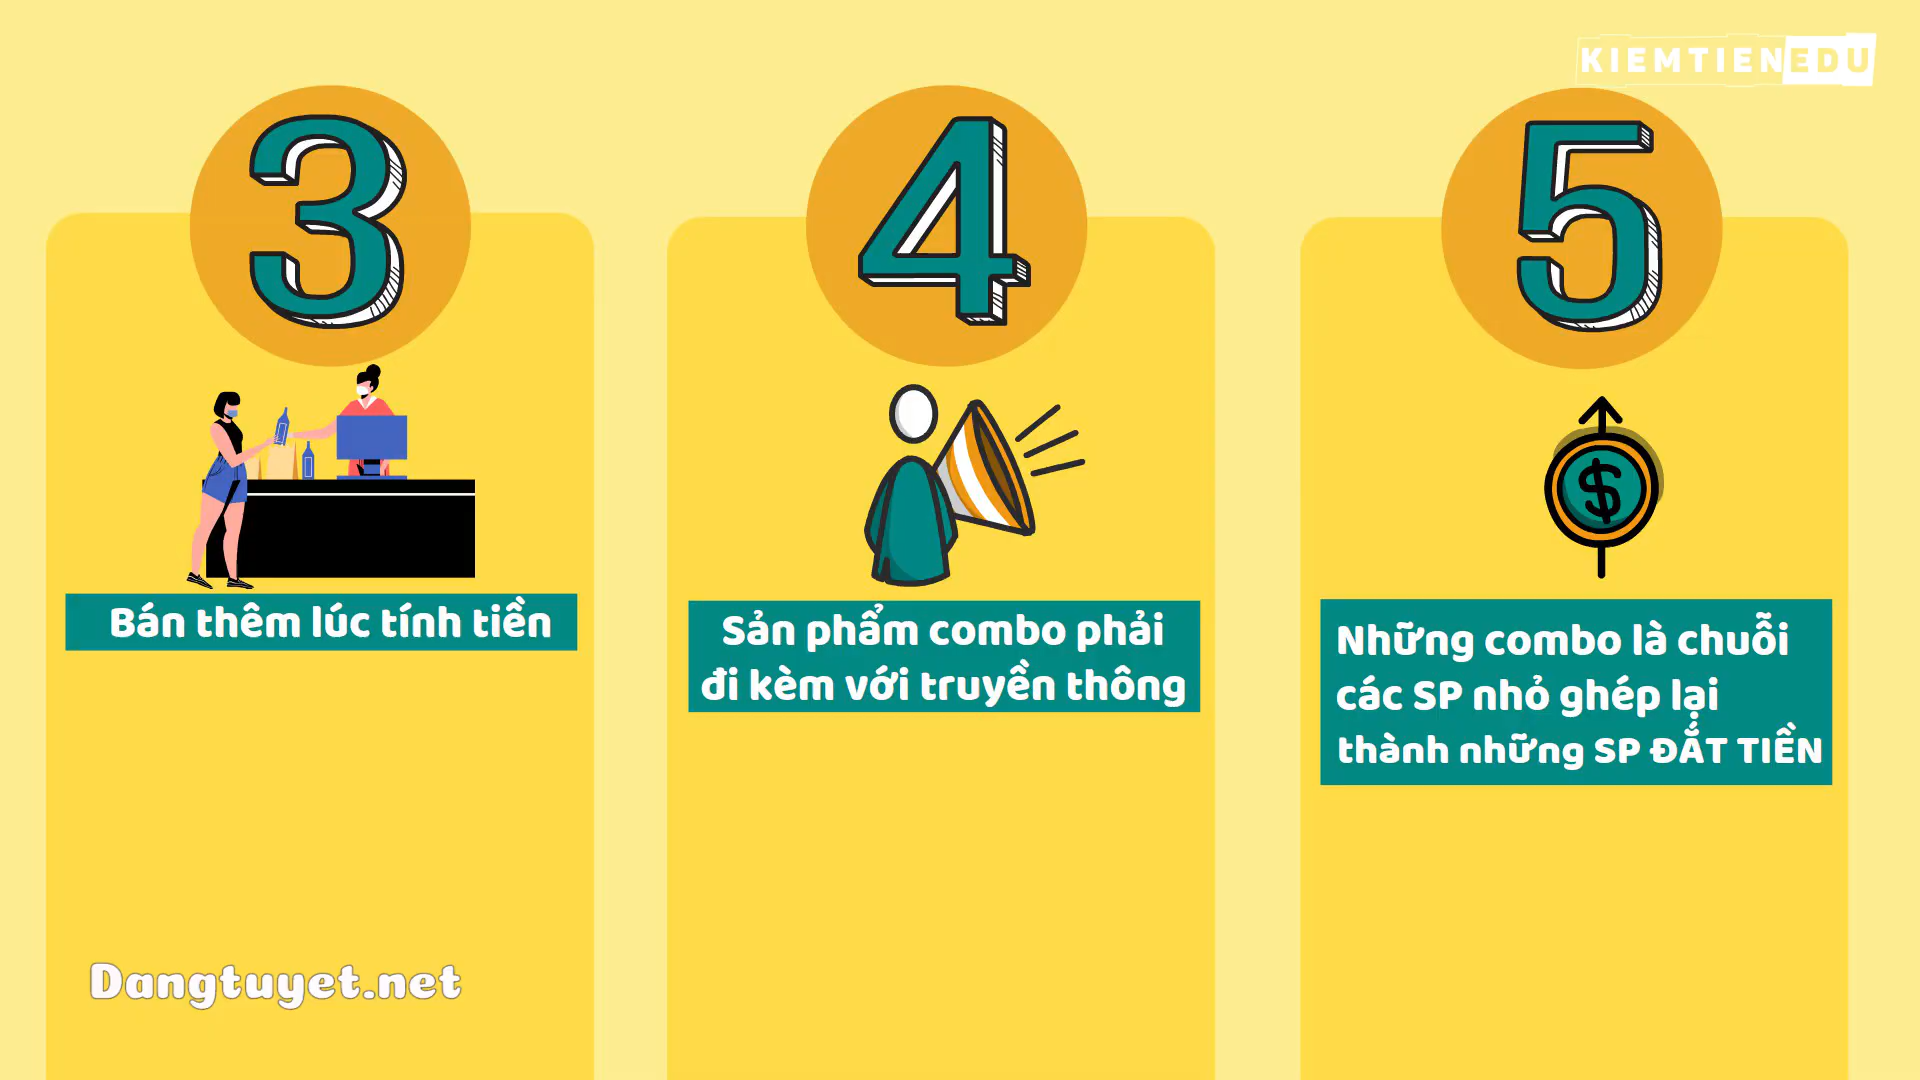 KIEMTIENEDU
3
4
5
Bán thêm lúc tính tiền
Sản phẩm combo phải
đi kèm với truyền thông
Những combo là chuỗi
các SP nhỏ ghép lại
thành những SP ĐẮT TIỀN
Dangtuyet.net